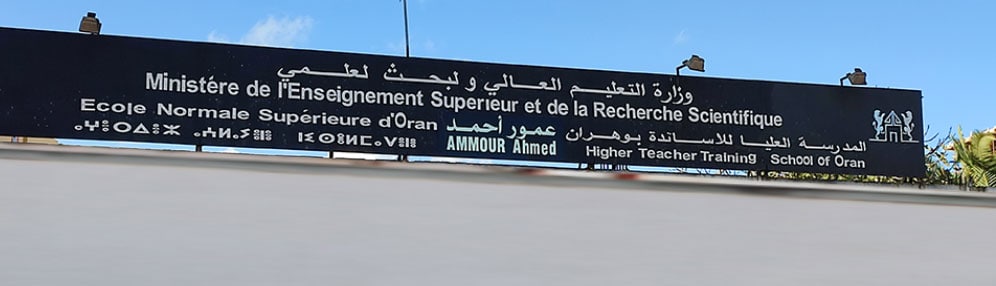 وزارة التعليم العالي و لبحث لعلمي
Ministére de l'Enseignement Superieur et de la Recherche Scientifique
Ecole Normale Supérieure d'Oran عمور أحمد المدرسة العليا للأساتذة بوهران
AMMOUR Ahmed Higher Teacher Training School of Oran